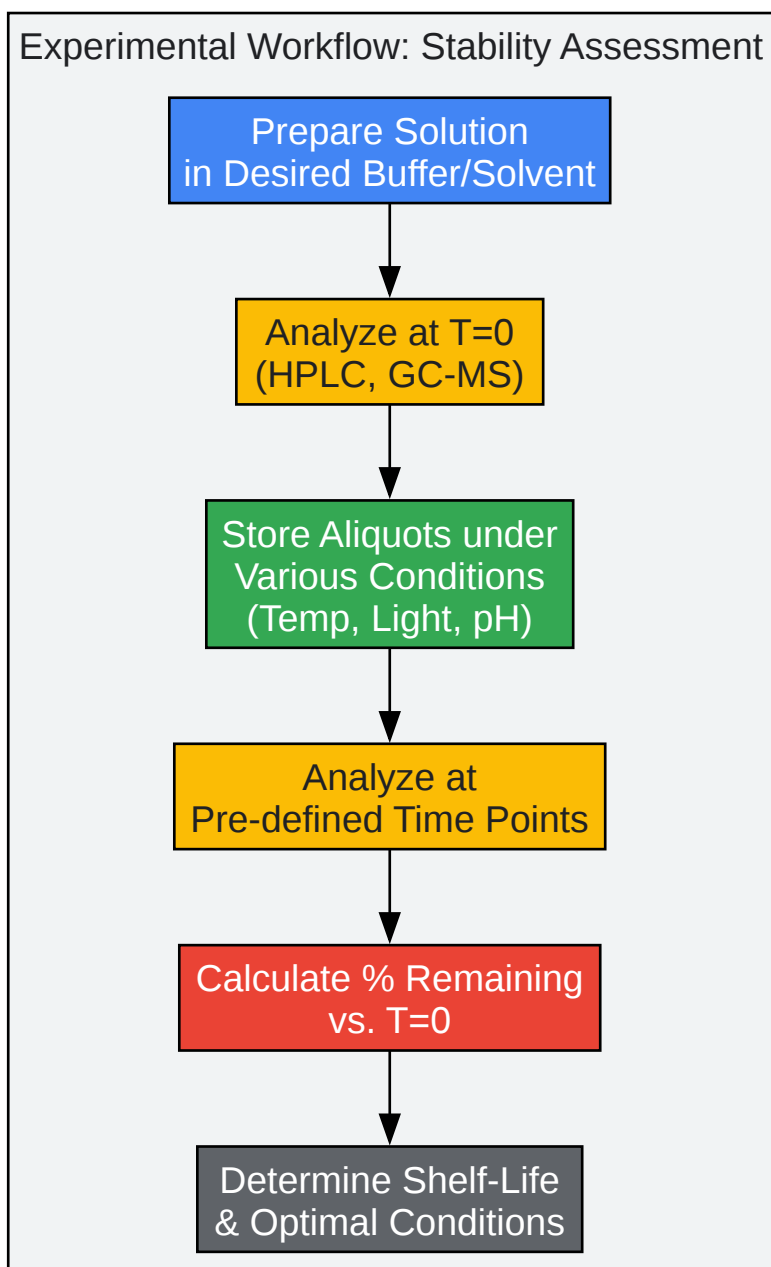 Experimental Workflow: Stability Assessment
Prepare Solution
in Desired Buffer/Solvent
Analyze at T=0
(HPLC, GC-MS)
Store Aliquots under
Various Conditions
(Temp, Light, pH)
Analyze at
Pre-defined Time Points
Calculate % Remaining
vs. T=0
Determine Shelf-Life
& Optimal Conditions